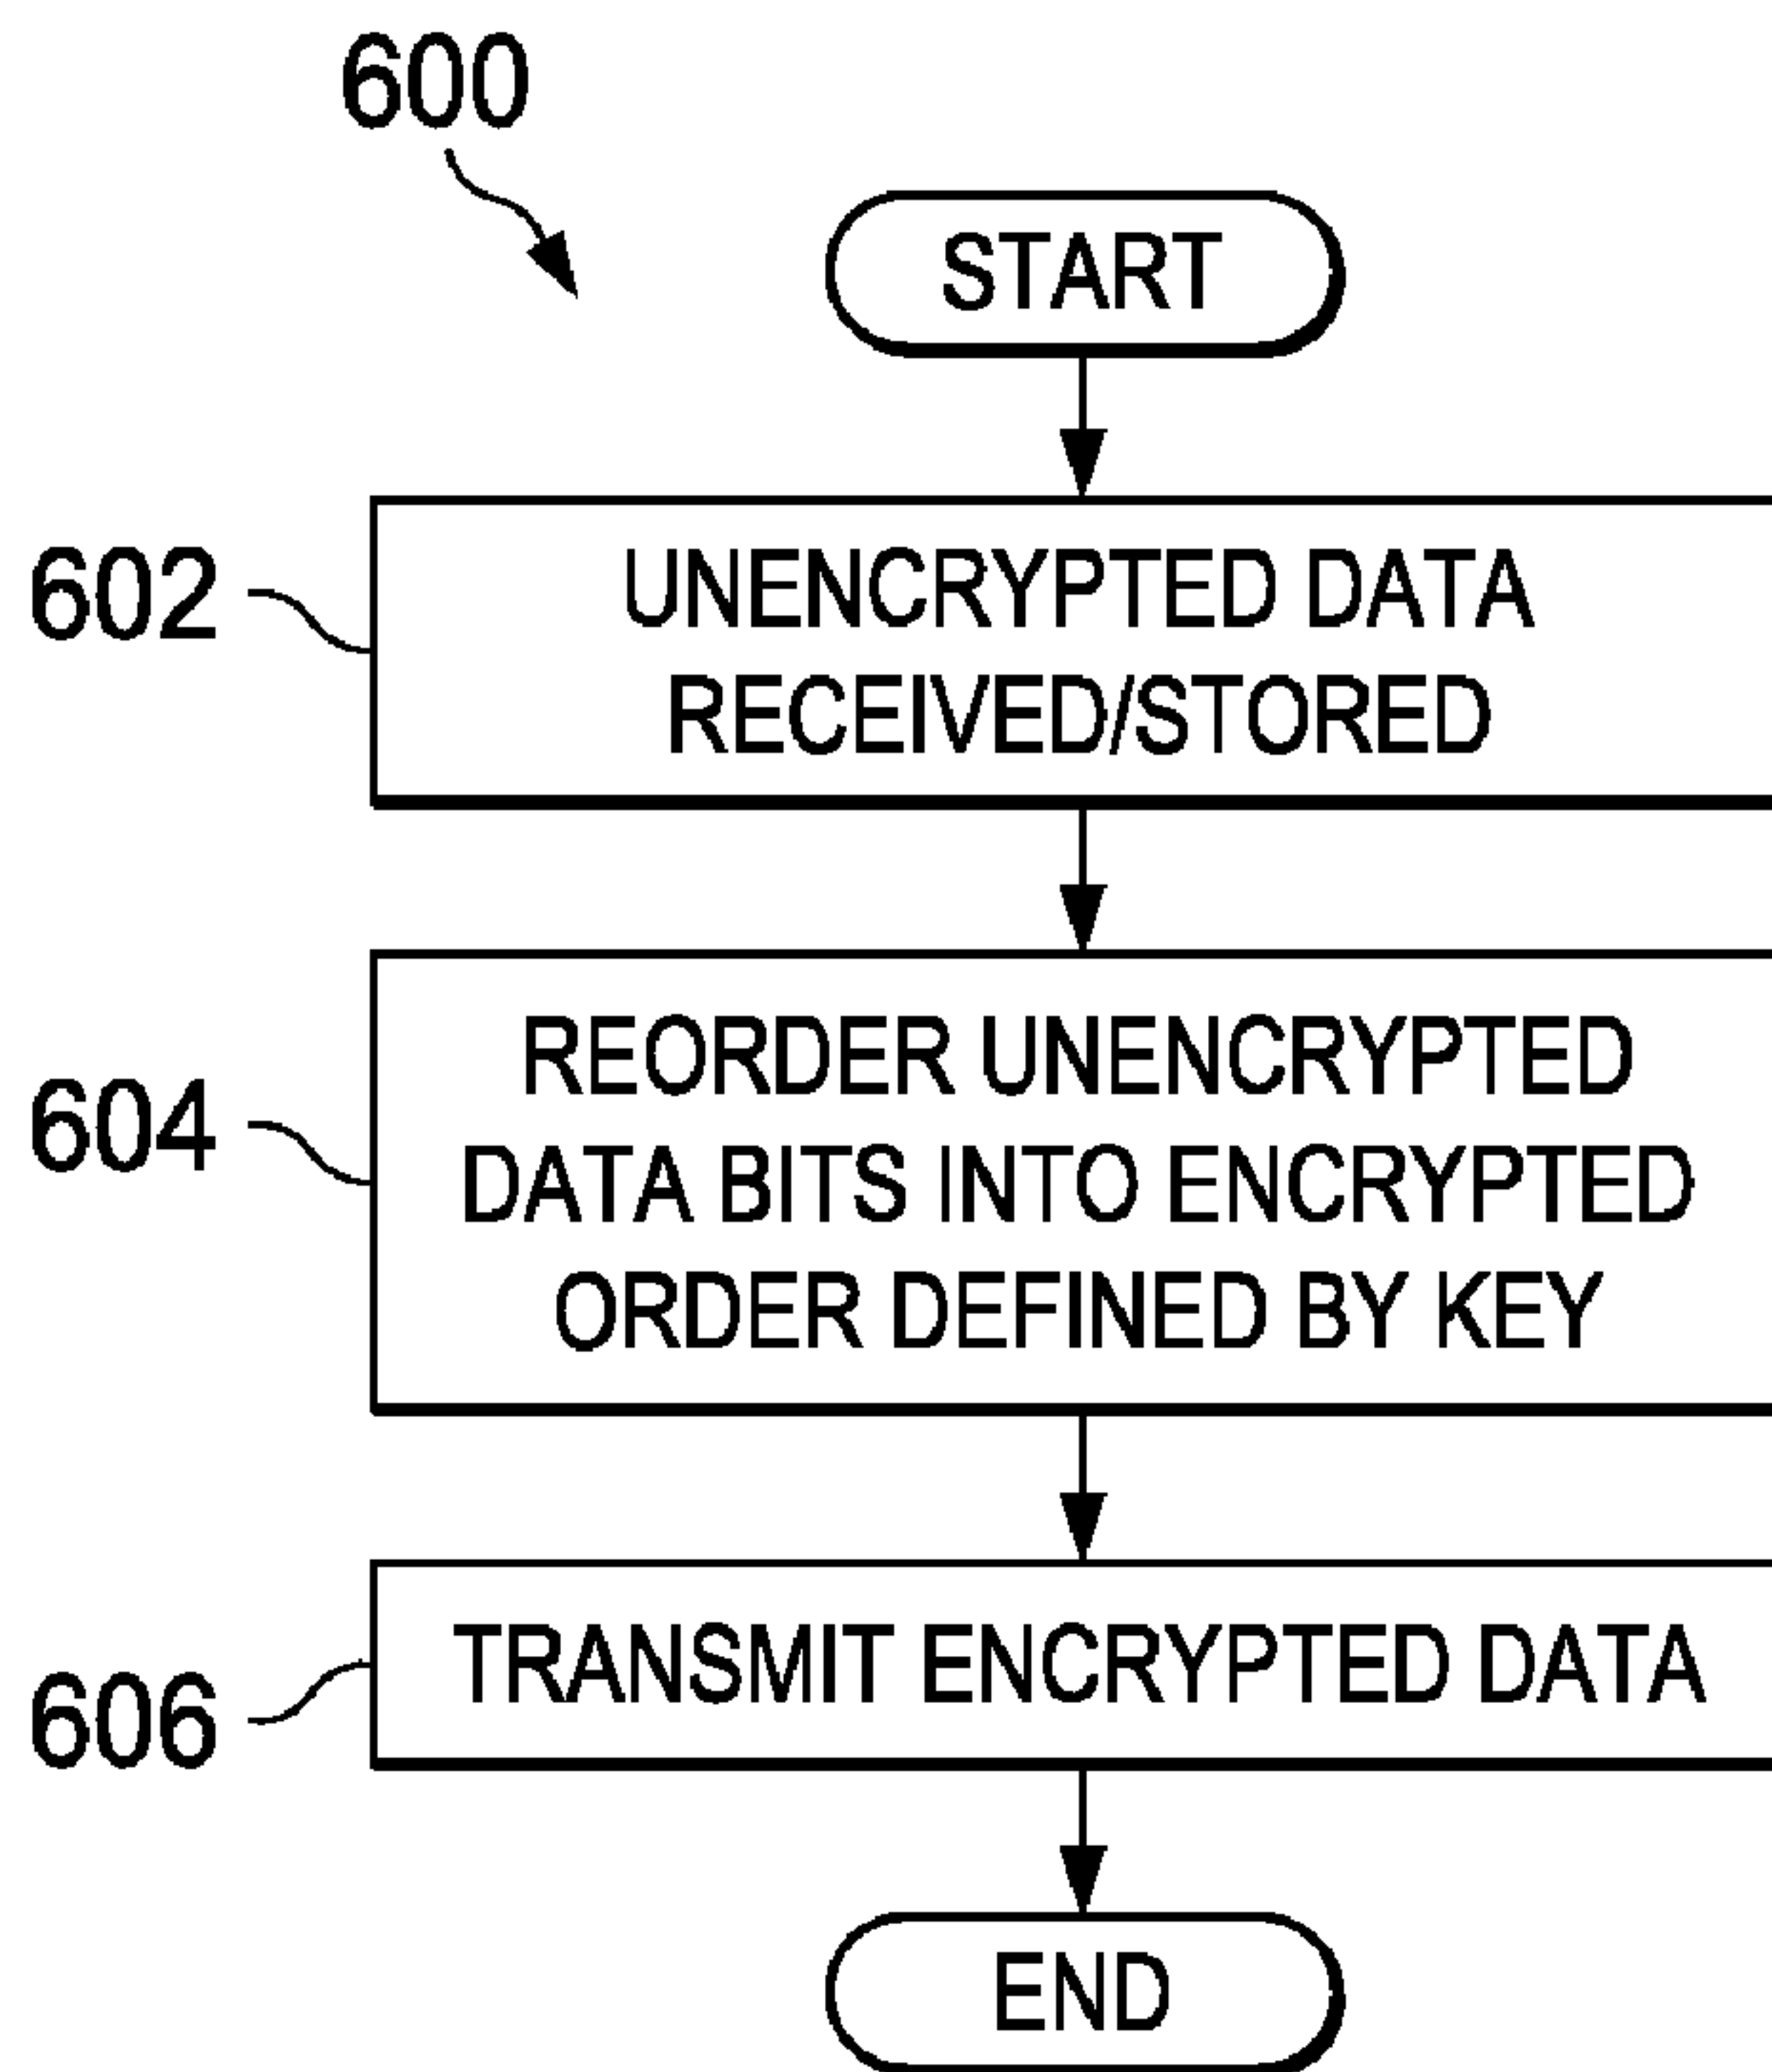 600
START
602
UNENCRYPTED DATA
RECEIVED/STORED
604
REORDER UNENCRYPTED
DATA BITS INTO ENCRYPTED
ORDER DEFINED BY KEY
606
TRANSMIT ENCRYPTED DATA
END